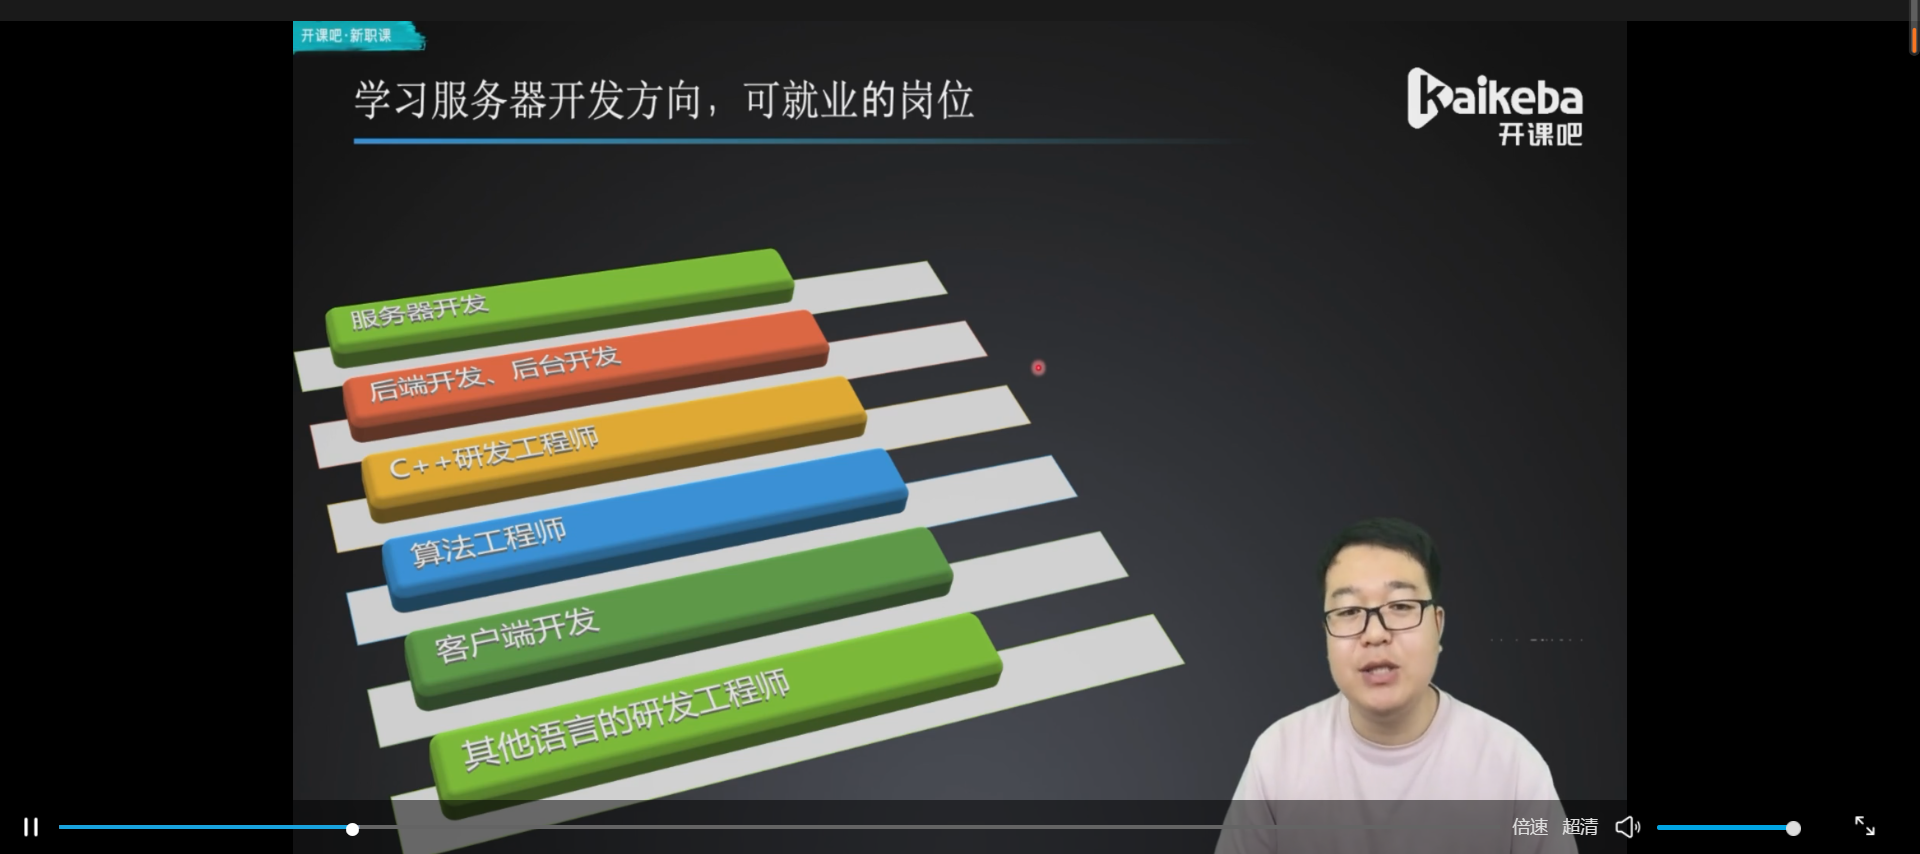 开课吧·新职课
学习服务器开发方向，可就业的岗位
Kaikeba
开课吧
服务器开发
后端开发、后台开发
C++研发工程师
算法工程师
客户端开发
其他语言的研发工程师
倍速 超清